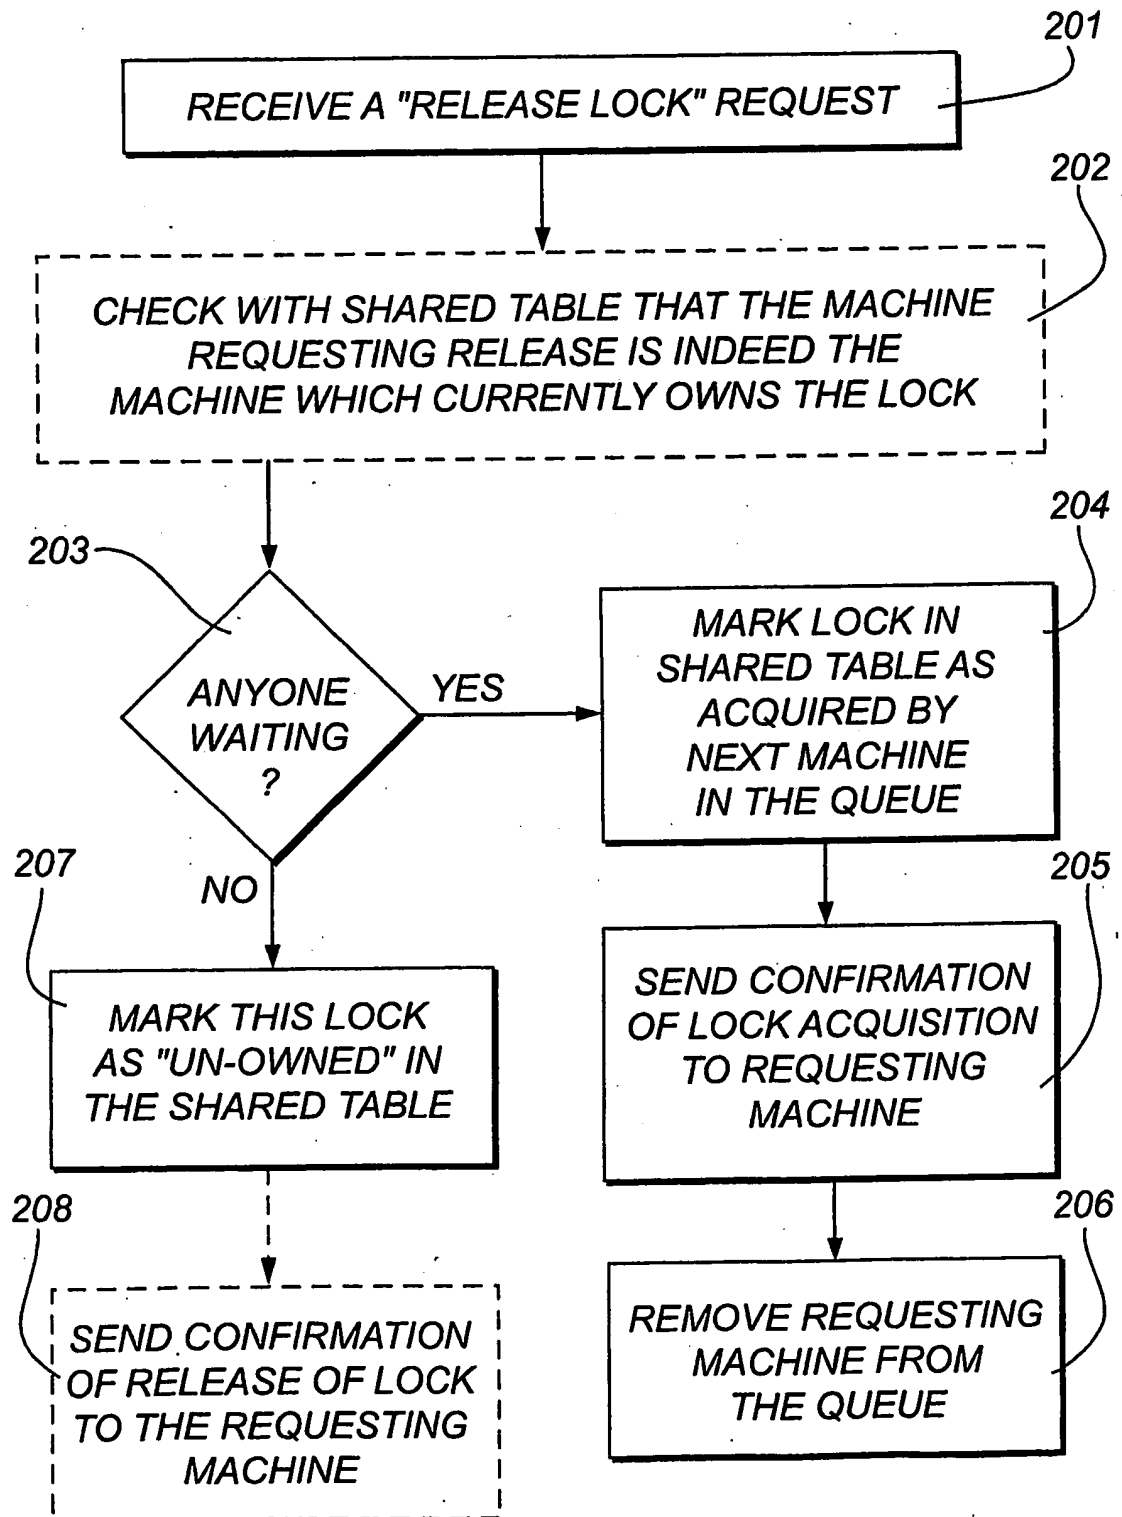 201
RECEIVE A "RELEASE LOCK" REQUEST
202
CHECK WITH SHARED TABLE THAT THE MACHINE
REQUESTING RELEASE IS INDEED THE
MACHINE WHICH CURRENTLY OWNS THE LOCK
203
ANYONE
WAITING
?
YES
204
MARK LOCK IN
SHARED TABLE AS
ACQUIRED BY
NEXT MACHINE
IN THE QUEUE
205
SEND CONFIRMATION
OF LOCK ACQUISITION
TO REQUESTING
MACHINE
206
REMOVE REQUESTING
MACHINE FROM
THE QUEUE
NO
207
MARK THIS LOCK
AS "UN-OWNED" IN
THE SHARED TABLE
208
SEND CONFIRMATION
OF RELEASE OF LOCK
TO THE REQUESTING
MACHINE